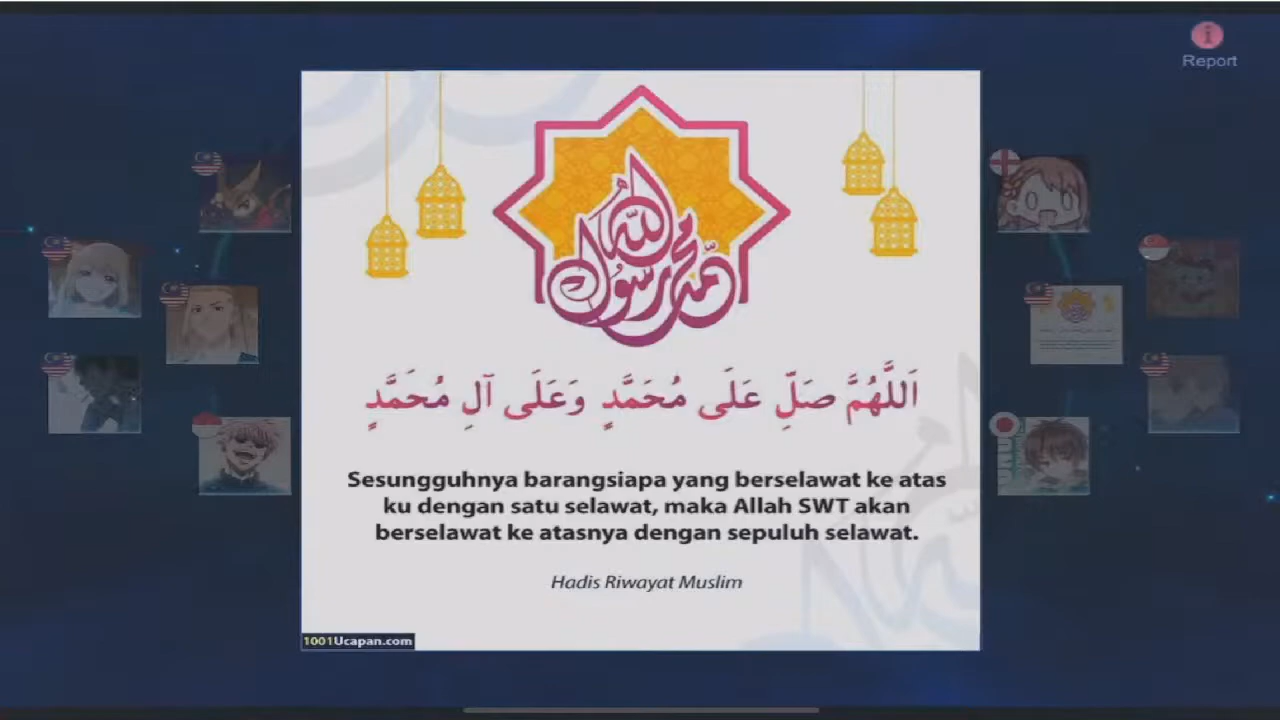 Report
محمد رسول الله
اَللَّهُمَّ صَلِّ عَلَى مُحَمَّدٍ وَعَلَى آلِ مُحَمَّدٍ
Sesungguhnya barangsiapa yang berselawat ke atas
ku dengan satu selawat, maka Allah SWT akan
berselawat ke atasnya dengan sepuluh selawat.
Hadis Riwayat Muslim
1001Ucapan.com